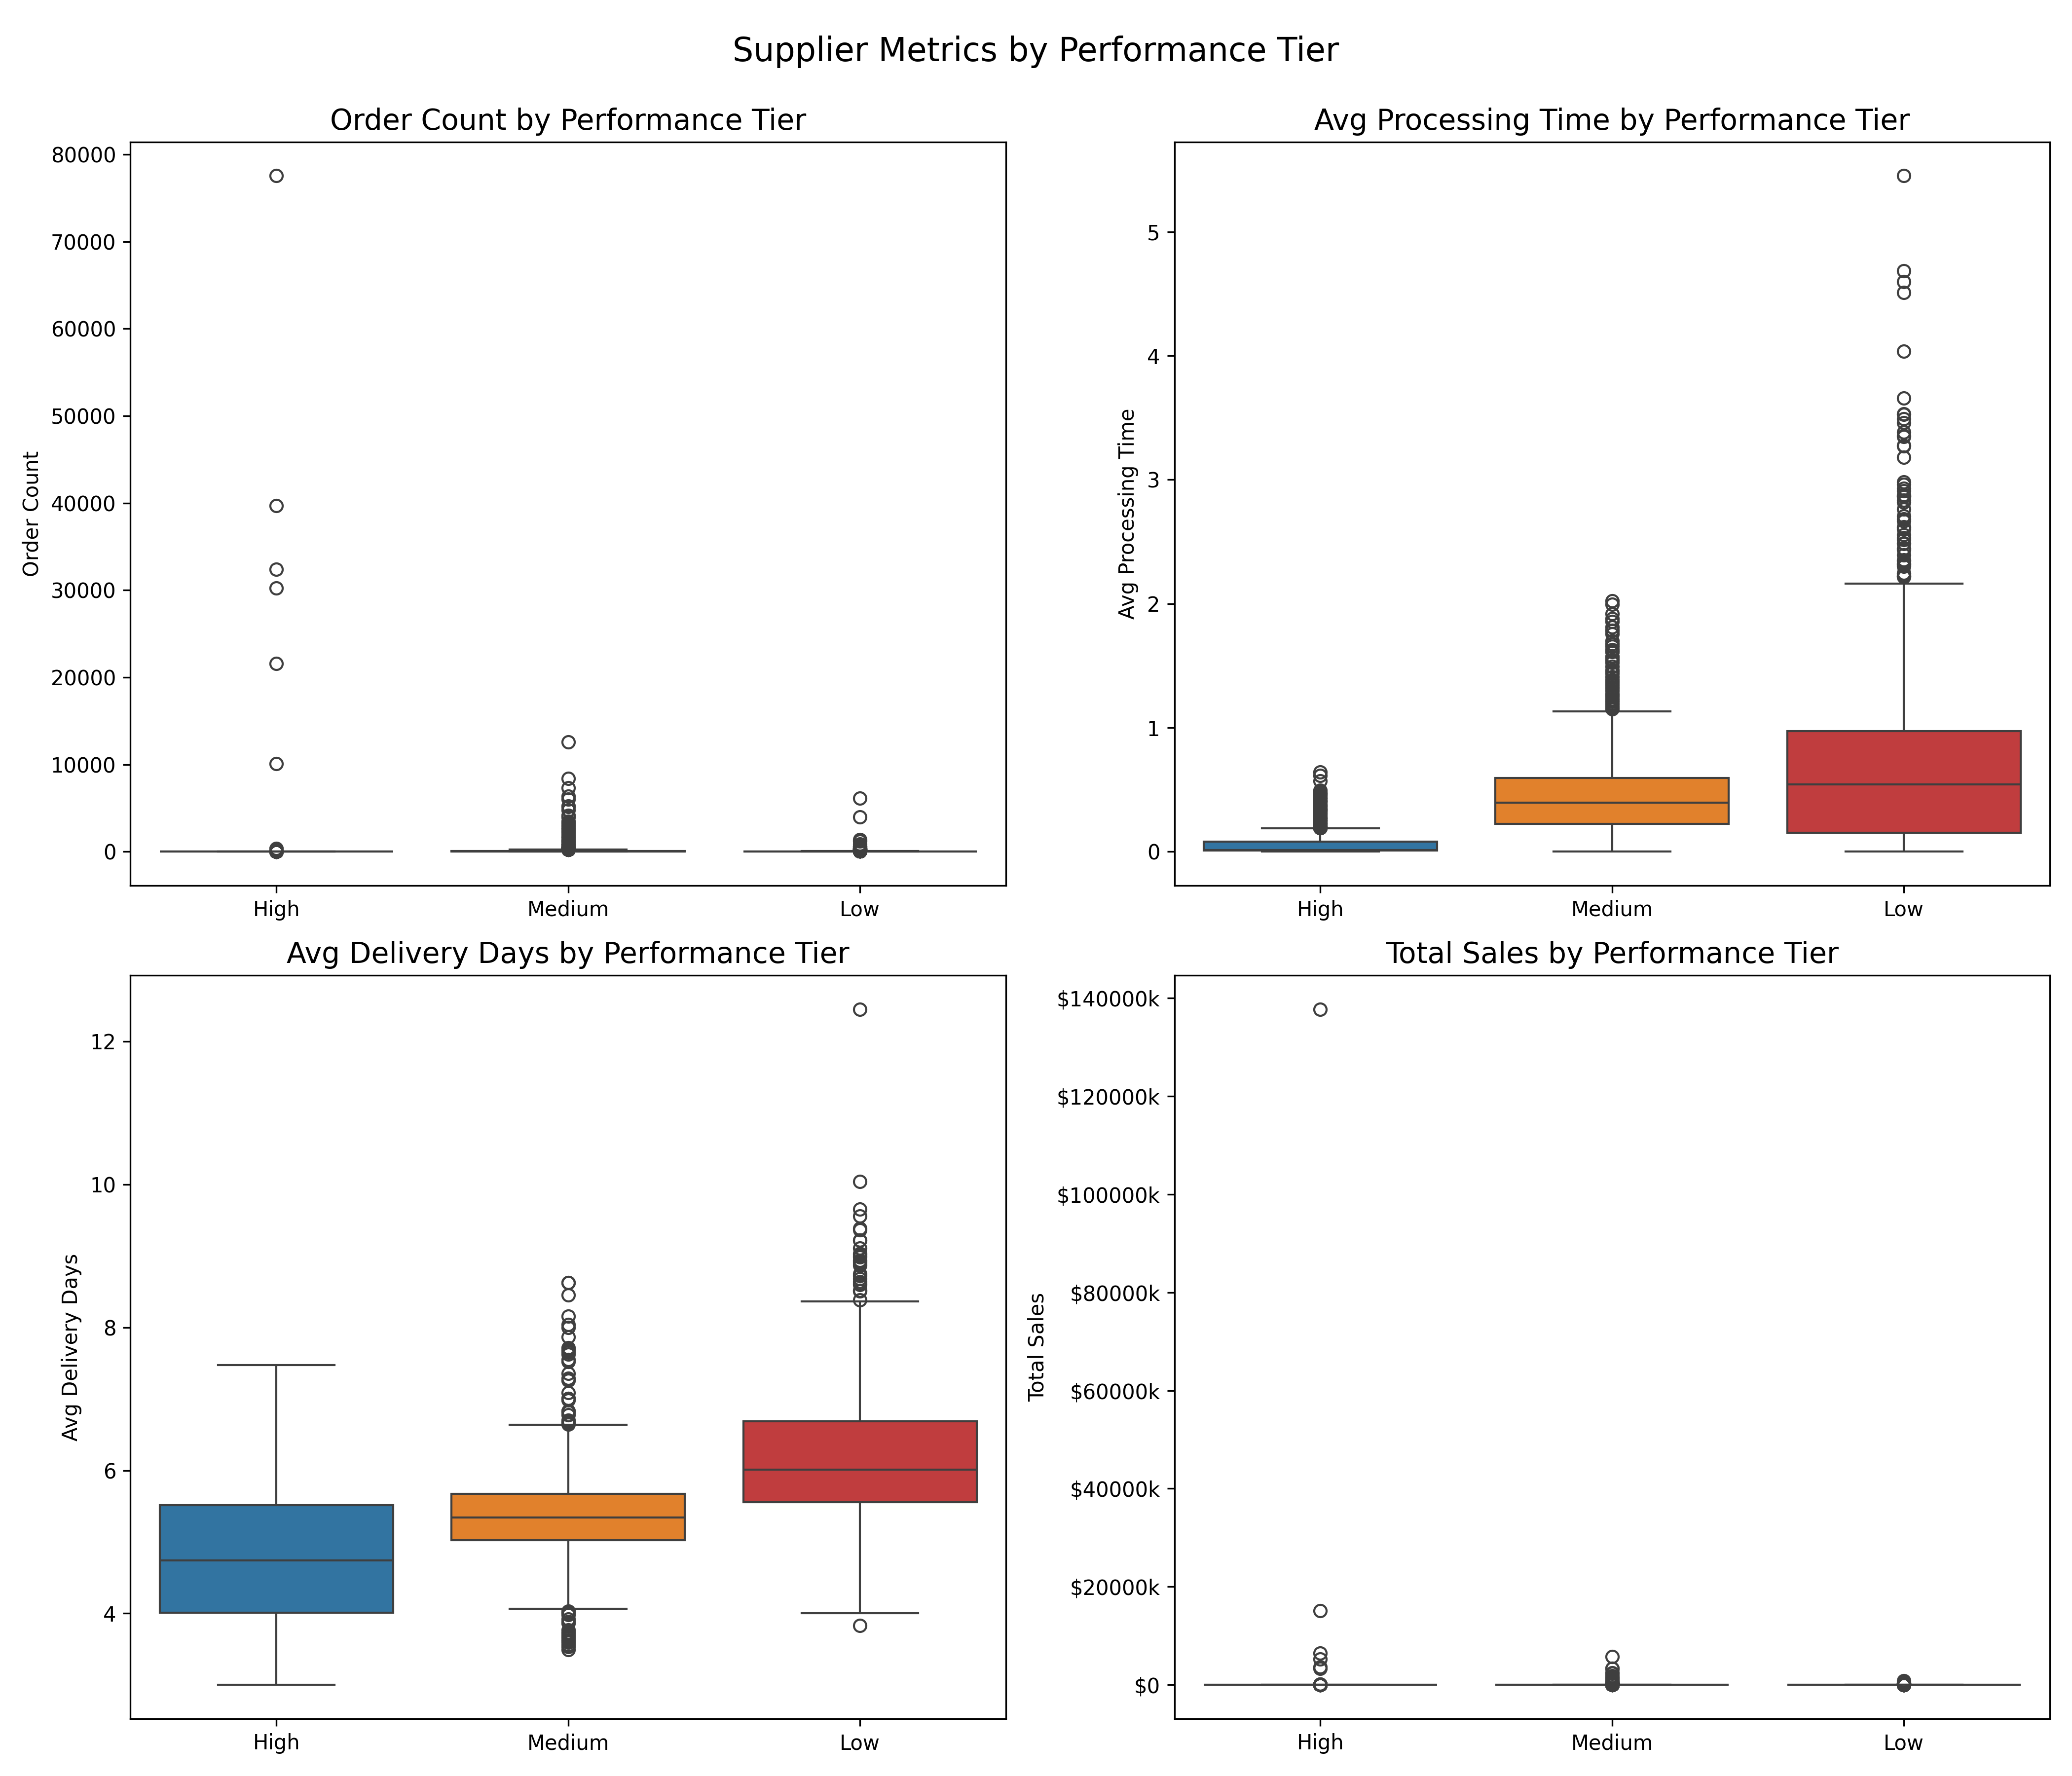 Supplier Metrics by Performance Tier
Order Count by Performance Tier
80000
70000
60000
50000
40000
30000
20000
10000
0
Order Count
High Medium Low
Avg Processing Time by Performance Tier
5
4
3
2
1
0
Avg Processing Time
High Medium Low
Avg Delivery Days by Performance Tier
12
10
8
6
4
Avg Delivery Days
High Medium Low
Total Sales by Performance Tier
$140000k
$120000k
$100000k
$80000k
$60000k
$40000k
$20000k
$0
Total Sales
High Medium Low